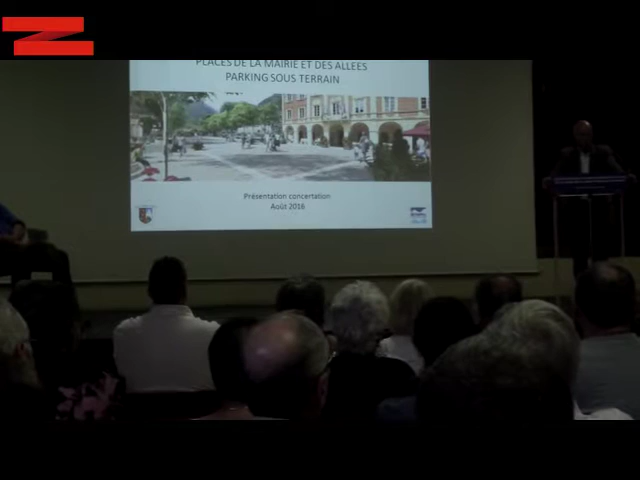 PLACES DE LA MAIRIE ET DES ALLEES
PARKING SOUS TERRAIN
Présentation concertation
Août 2016